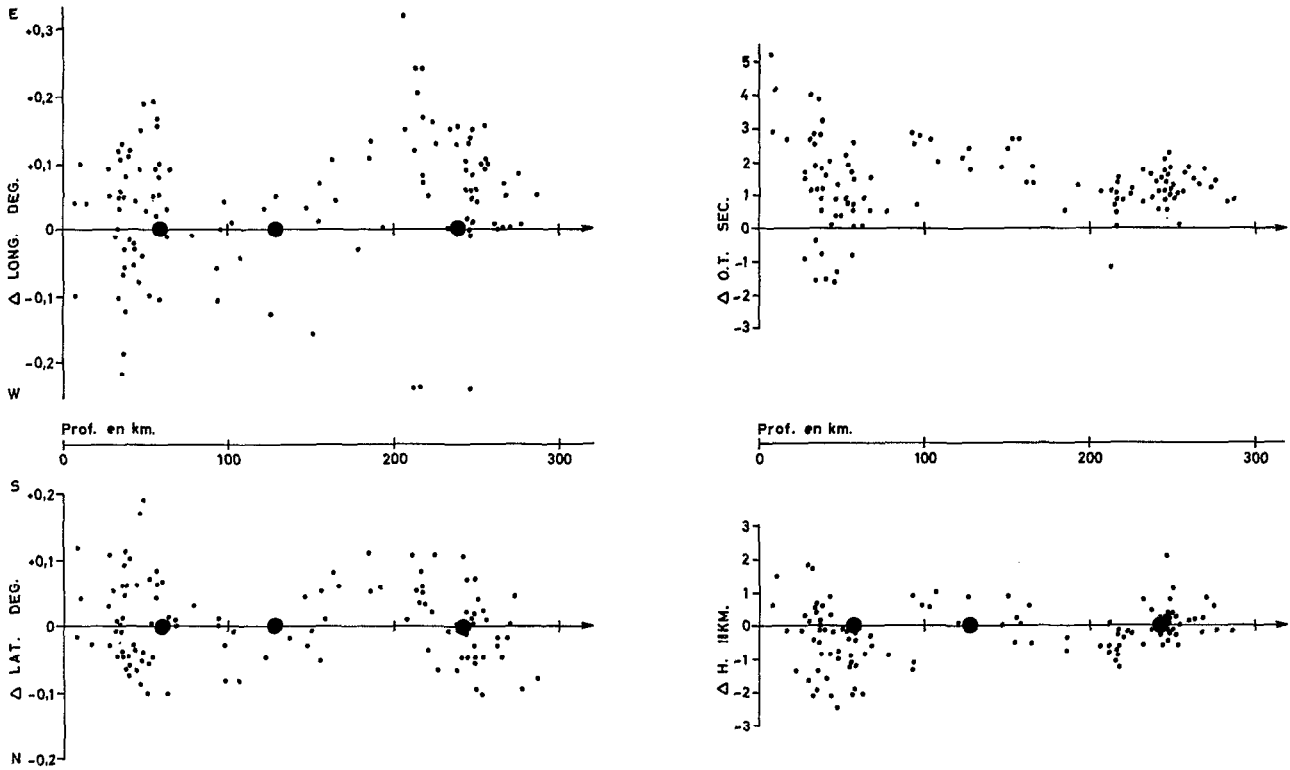 E
+0,3
+0,2
+0,1
0
-0,1
-0,2
W
Δ LONG. DEG.
5
4
3
2
1
0
-1
-2
-3
Δ O.T. SEC.
Prof. en km.
0 100 200 300
Prof. en km.
0 100 200 300
S
+0,2
+0,1
0
-0,1
N -0,2
Δ LAT. DEG.
3
2
1
0
-1
-2
-3
Δ H. KM.